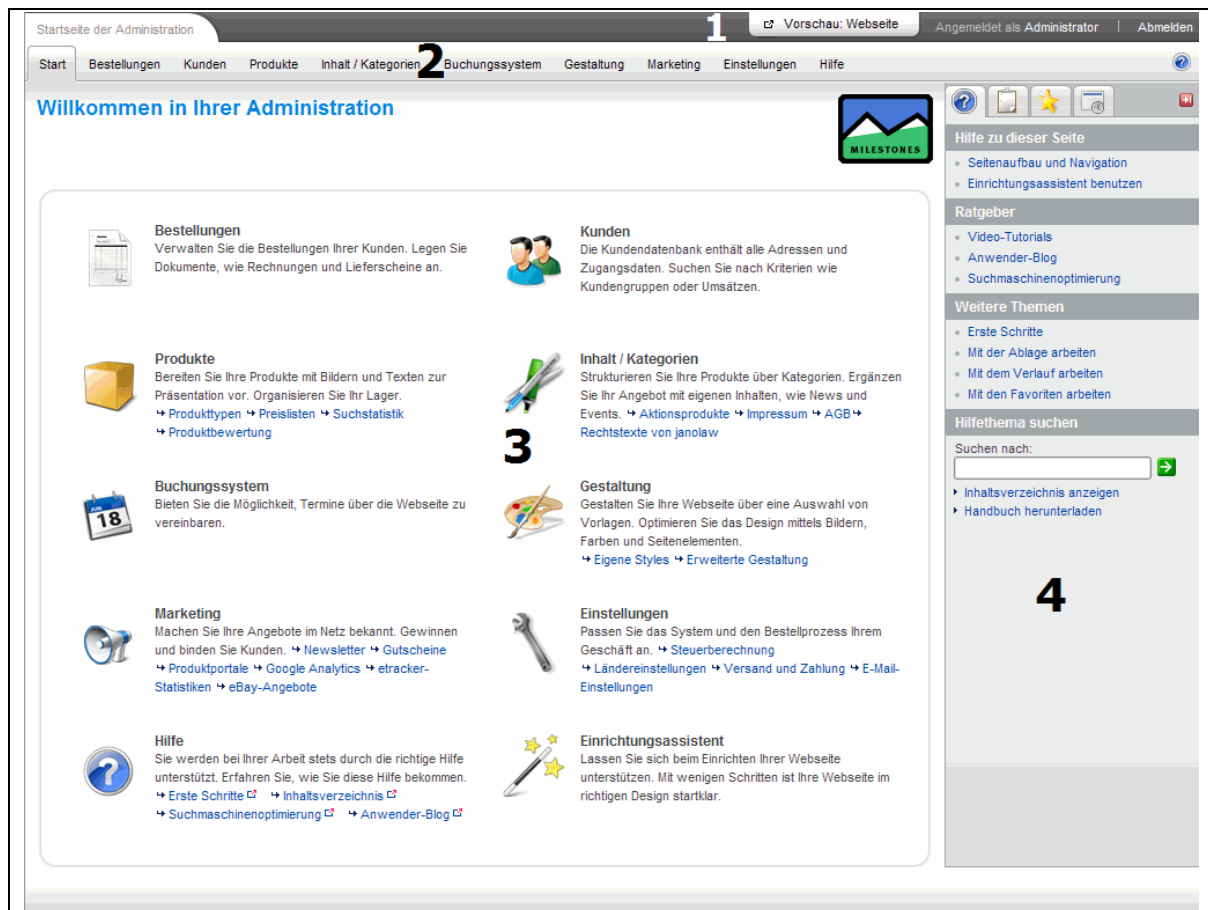 Startseite der Administration
1
Vorschau: Webseite
Angemeldet als Administrator | Abmelden
Start Bestellungen Kunden Produkte Inhalt / Kategorien 2 Buchungssystem Gestaltung Marketing Einstellungen Hilfe
Willkommen in Ihrer Administration
MILESTONES
Bestellungen
Verwalten Sie die Bestellungen Ihrer Kunden. Legen Sie
Dokumente, wie Rechnungen und Lieferscheine an.
Kunden
Die Kundendatenbank enthält alle Adressen und
Zugangsdaten. Suchen Sie nach Kriterien wie
Kundengruppen oder Umsätzen.
Produkte
Bereiten Sie Ihre Produkte mit Bildern und Texten zur
Präsentation vor. Organisieren Sie Ihr Lager.
↪ Produkttypen ↪ Preislisten ↪ Suchstatistik
↪ Produktbewertung
Inhalt / Kategorien
Strukturieren Sie Ihre Produkte über Kategorien. Ergänzen
Sie Ihr Angebot mit eigenen Inhalten, wie News und
Events. ↪ Aktionsprodukte ↪ Impressum ↪ AGB ↪
Rechtstexte von janolaw
3
Buchungssystem
Bieten Sie die Möglichkeit, Termine über die Webseite zu
vereinbaren.
JUN
18
Gestaltung
Gestalten Sie Ihre Webseite über eine Auswahl von
Vorlagen. Optimieren Sie das Design mittels Bildern,
Farben und Seitenelementen.
↪ Eigene Styles ↪ Erweiterte Gestaltung
Marketing
Machen Sie Ihre Angebote im Netz bekannt. Gewinnen
und binden Sie Kunden. ↪ Newsletter ↪ Gutscheine
↪ Produktportale ↪ Google Analytics ↪ etracker-
Statistiken ↪ eBay-Angebote
Einstellungen
Passen Sie das System und den Bestellprozess Ihrem
Geschäft an. ↪ Steuerberechnung
↪ Ländereinstellungen ↪ Versand und Zahlung ↪ E-Mail-
Einstellungen
Hilfe
Sie werden bei Ihrer Arbeit stets durch die richtige Hilfe
unterstützt. Erfahren Sie, wie Sie diese Hilfe bekommen.
↪ Erste Schritte ↪ Inhaltsverzeichnis
↪ Suchmaschinenoptimierung ↪ Anwender-Blog
Einrichtungsassistent
Lassen Sie sich beim Einrichten Ihrer Webseite
unterstützen. Mit wenigen Schritten ist Ihre Webseite im
richtigen Design startklar.
Hilfe zu dieser Seite
Seitenaufbau und Navigation
Einrichtungsassistent benutzen
Ratgeber
Video-Tutorials
Anwender-Blog
Suchmaschinenoptimierung
Weitere Themen
Erste Schritte
Mit der Ablage arbeiten
Mit dem Verlauf arbeiten
Mit den Favoriten arbeiten
Hilfethema suchen
Suchen nach:
Inhaltsverzeichnis anzeigen
Handbuch herunterladen
4